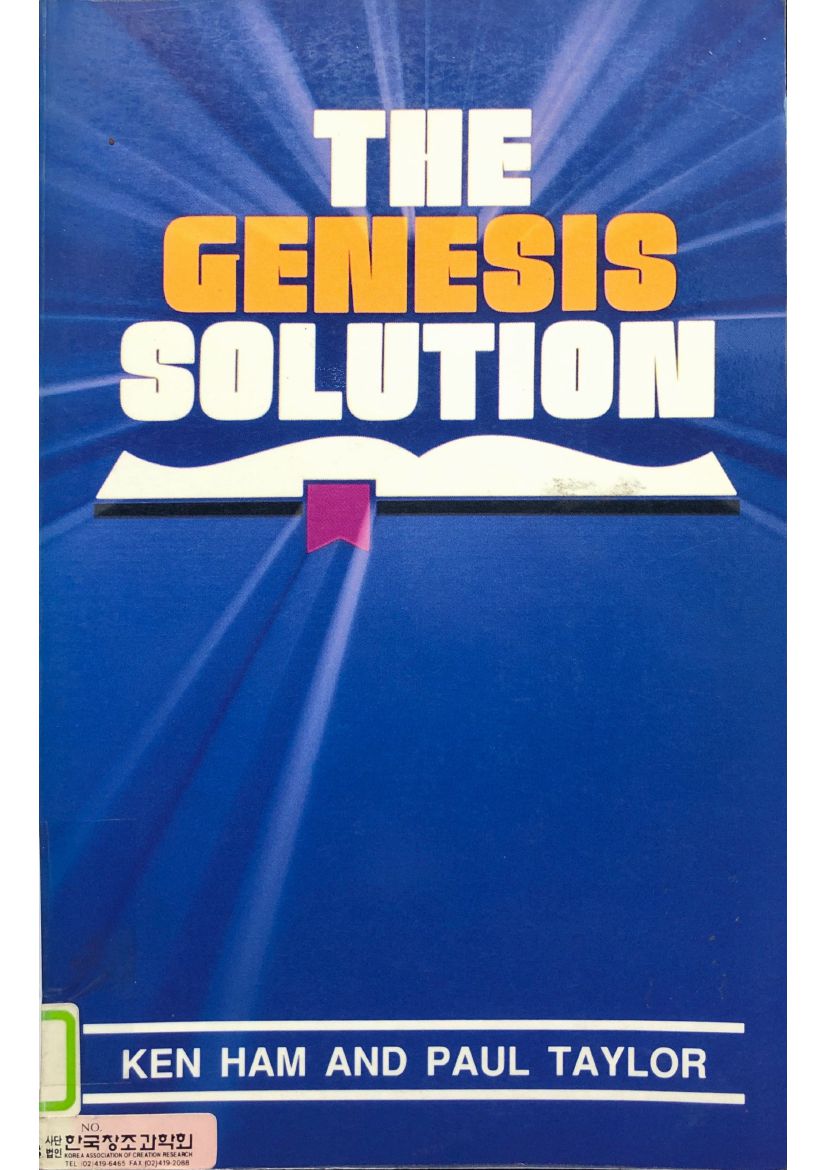 THE
GENESIS
SOLUTION
KEN HAM AND PAUL TAYLOR
NO.
사단
법인 한국창조과학회
KOREA ASSOCIATION OF CREATION RESEARCH
TEL (02)419-6465 FAX (02)419-2088